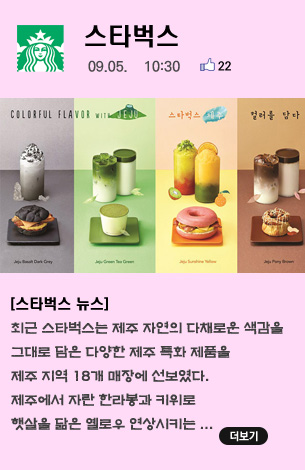 스타벅스
09.05. 10:30 22
COLORFUL FLAVOR WITH JEJU
스타벅스 제주
컬러를 담다
Jeju Beach Dark Gray
Jeju Green Tea Green
Jeju Sunshine Yellow
Jeju Pony Brown
[스타벅스 뉴스]
최근 스타벅스는 제주 자연의 다채로운 색감을
그대로 담은 다양한 제주 특화 제품을
제주 지역 18개 매장에 선보였다.
제주에서 자란 한라봉과 키위로
햇살을 닮은 옐로우 연상시키는 ...
더보기